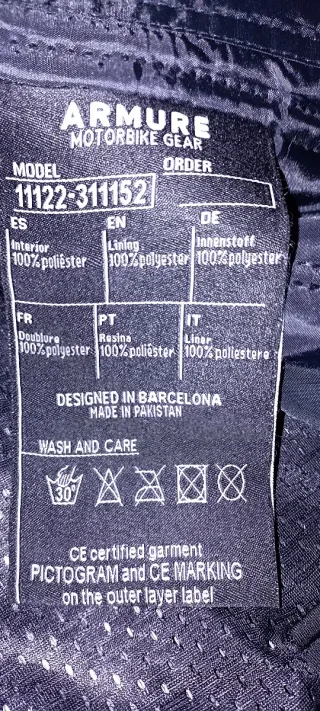 ARMURE
MOTORBIKE GEAR
MODEL ORDER
11122-311152
ES EN DE
Interior Lining Innenstoff
100%poliéster 100%polyester 100%polyester
FR PT IT
Doublure Resina Liner
100%polyester 100%poliéster 100%poliestere
DESIGNED IN BARCELONA
MADE IN PAKISTAN
WASH AND CARE
30°
CE certified garment
PICTOGRAM and CE MARKING
on the outer layer label